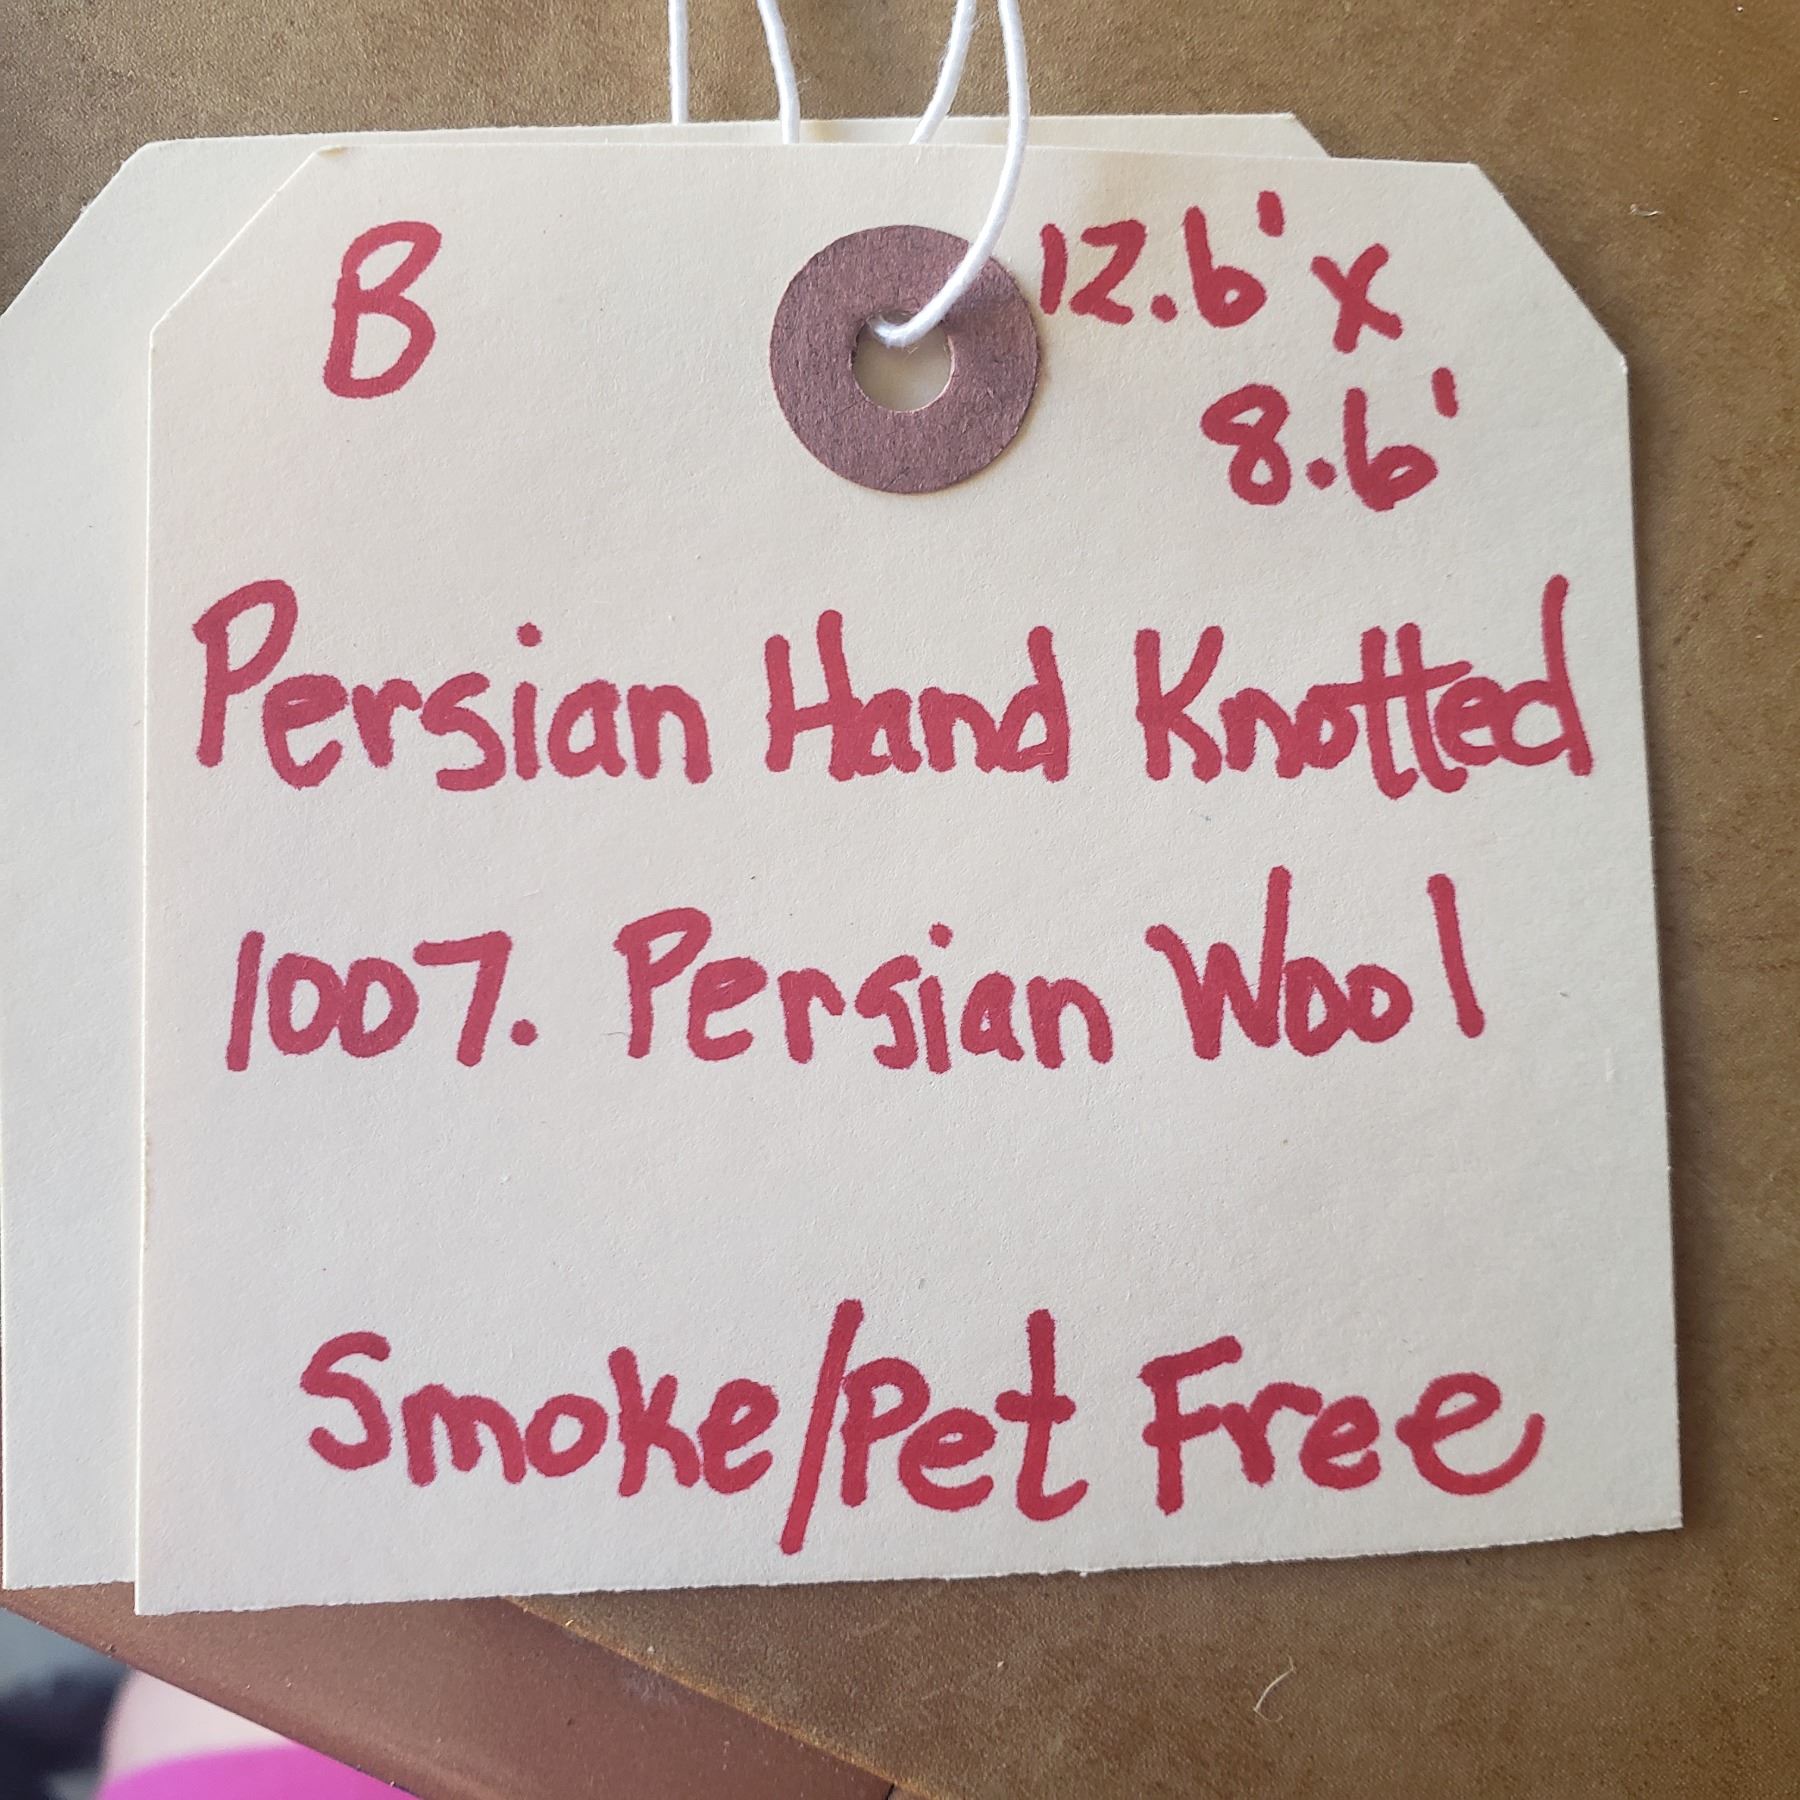 B
12.6' x
8.6'
Persian Hand Knotted
1007. Persian Wool
Smoke/Pet Free